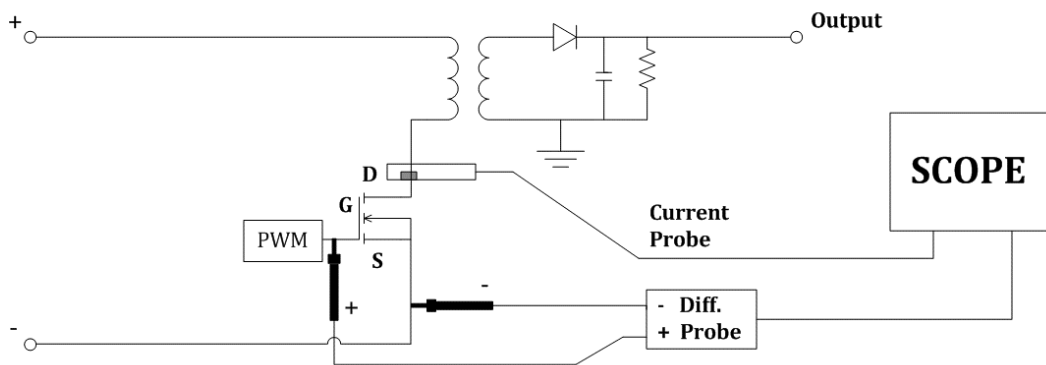 +
Output
D
SCOPE
G
Current
Probe
PWM
S
+
-
- Diff.
+ Probe
-